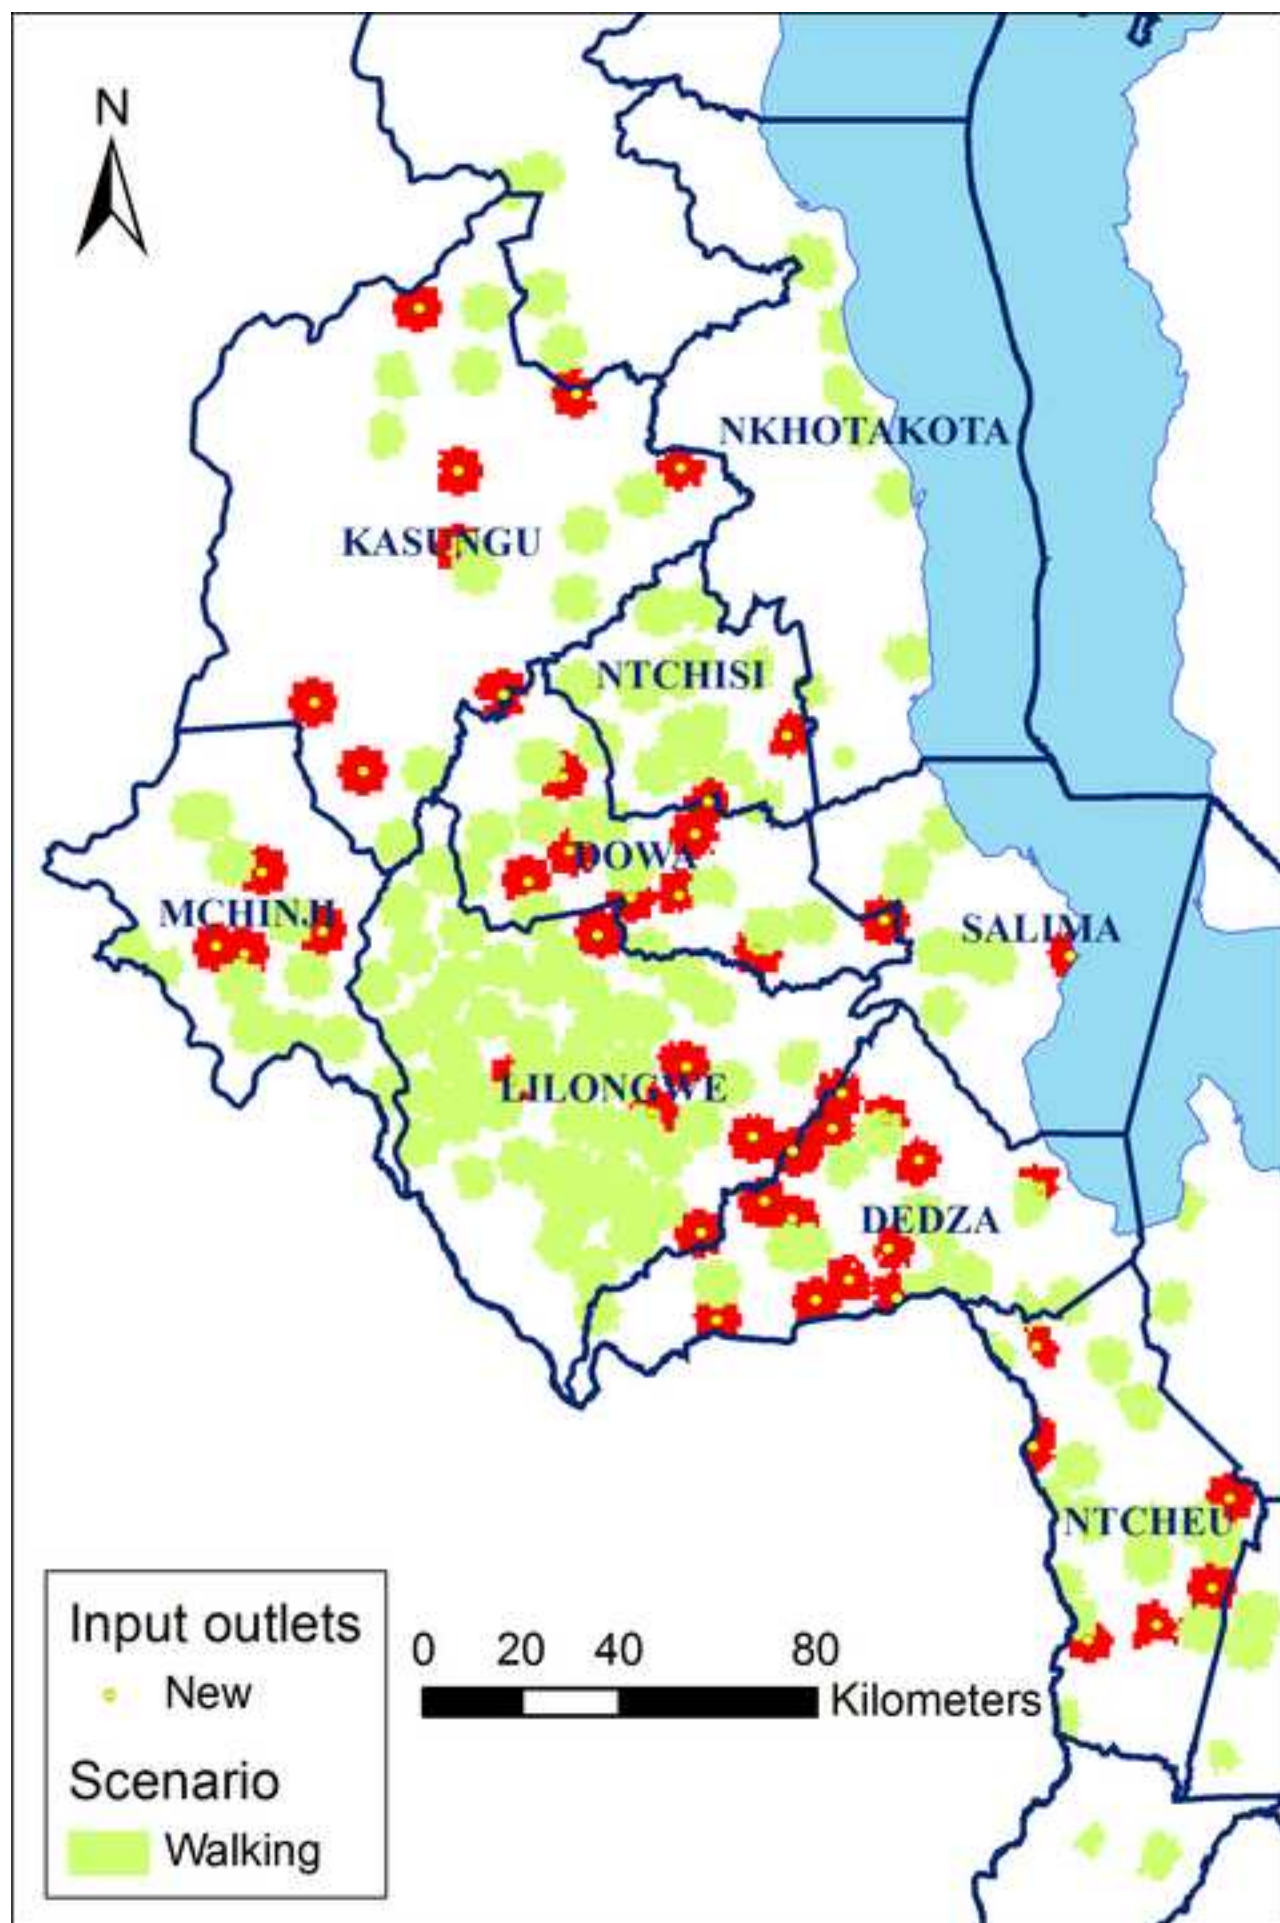 N
NKHOTAKOTA
KASUNGU
NTCHISI
DOWA
MCHINJI
SALIMA
LILONGWE
DEDZA
NTCHEU
Input outlets
New
Scenario
Walking
0 20 40 80
Kilometers